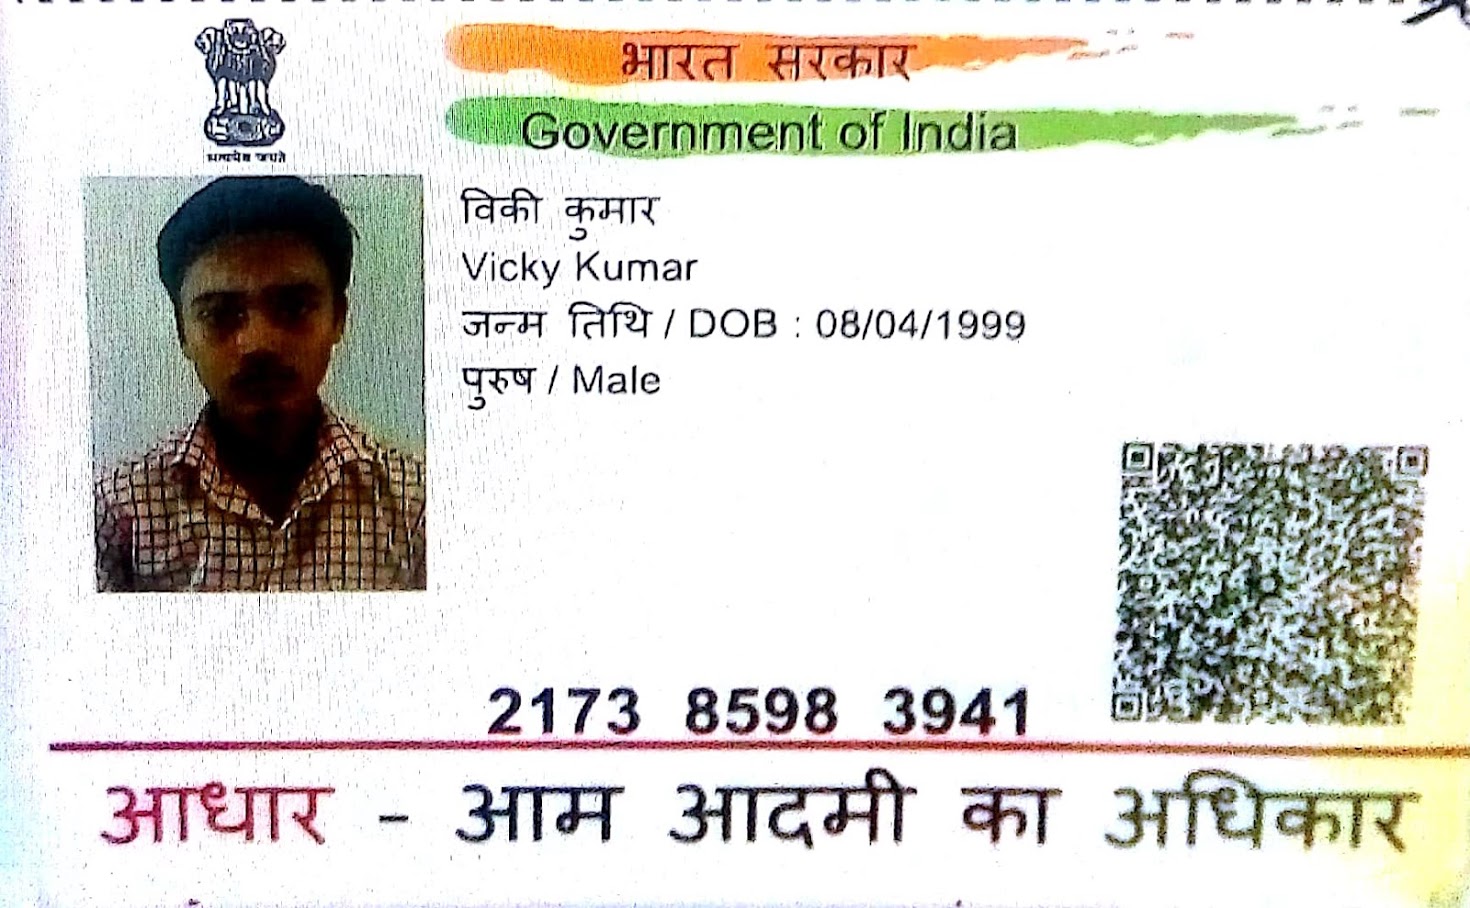 भारत सरकार
Government of India
सत्यमेव जयते
विकी कुमार
Vicky Kumar
जन्म तिथि / DOB : 08/04/1999
पुरुष / Male
2173 8598 3941
आधार - आम आदमी का अधिकार